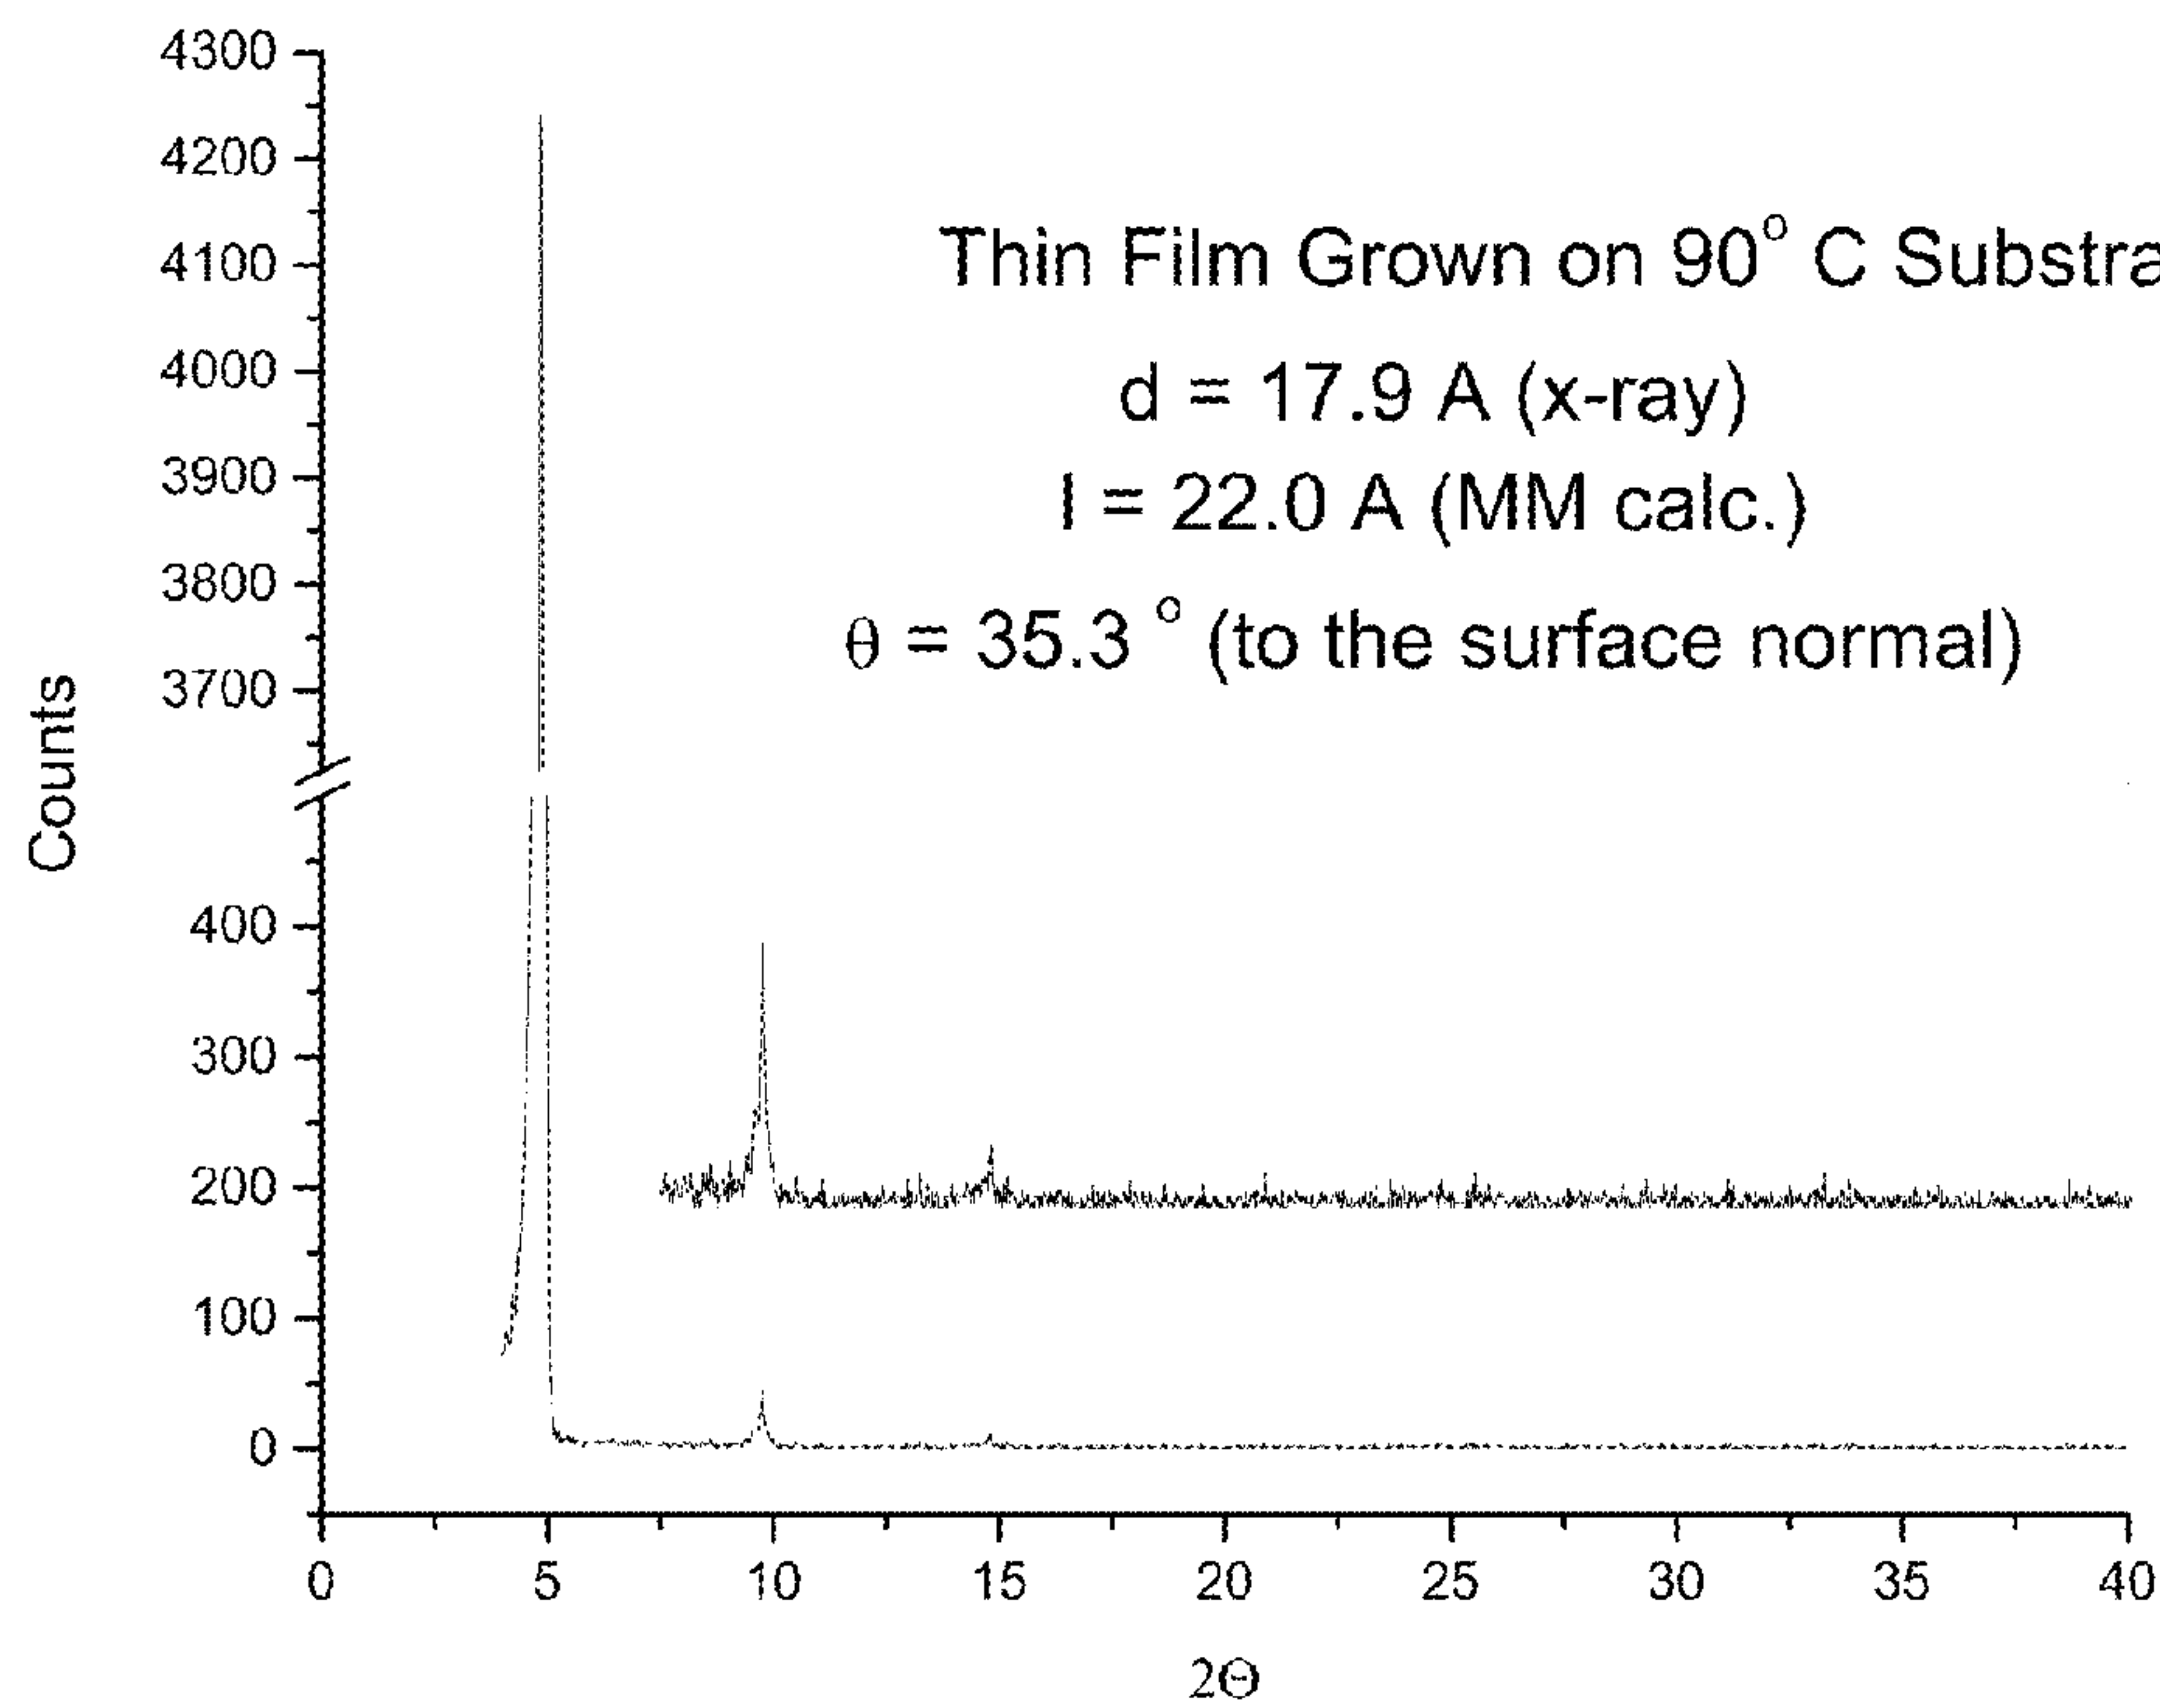 4300
4200
4100
4000
3900
3800
3700
400
300
200
100
0
Counts
Thin Film Grown on 90° C Substra
d = 17.9 A (x-ray)
l = 22.0 A (MM calc.)
θ = 35.3 ° (to the surface normal)
0 5 10 15 20 25 30 35 40
2Θ